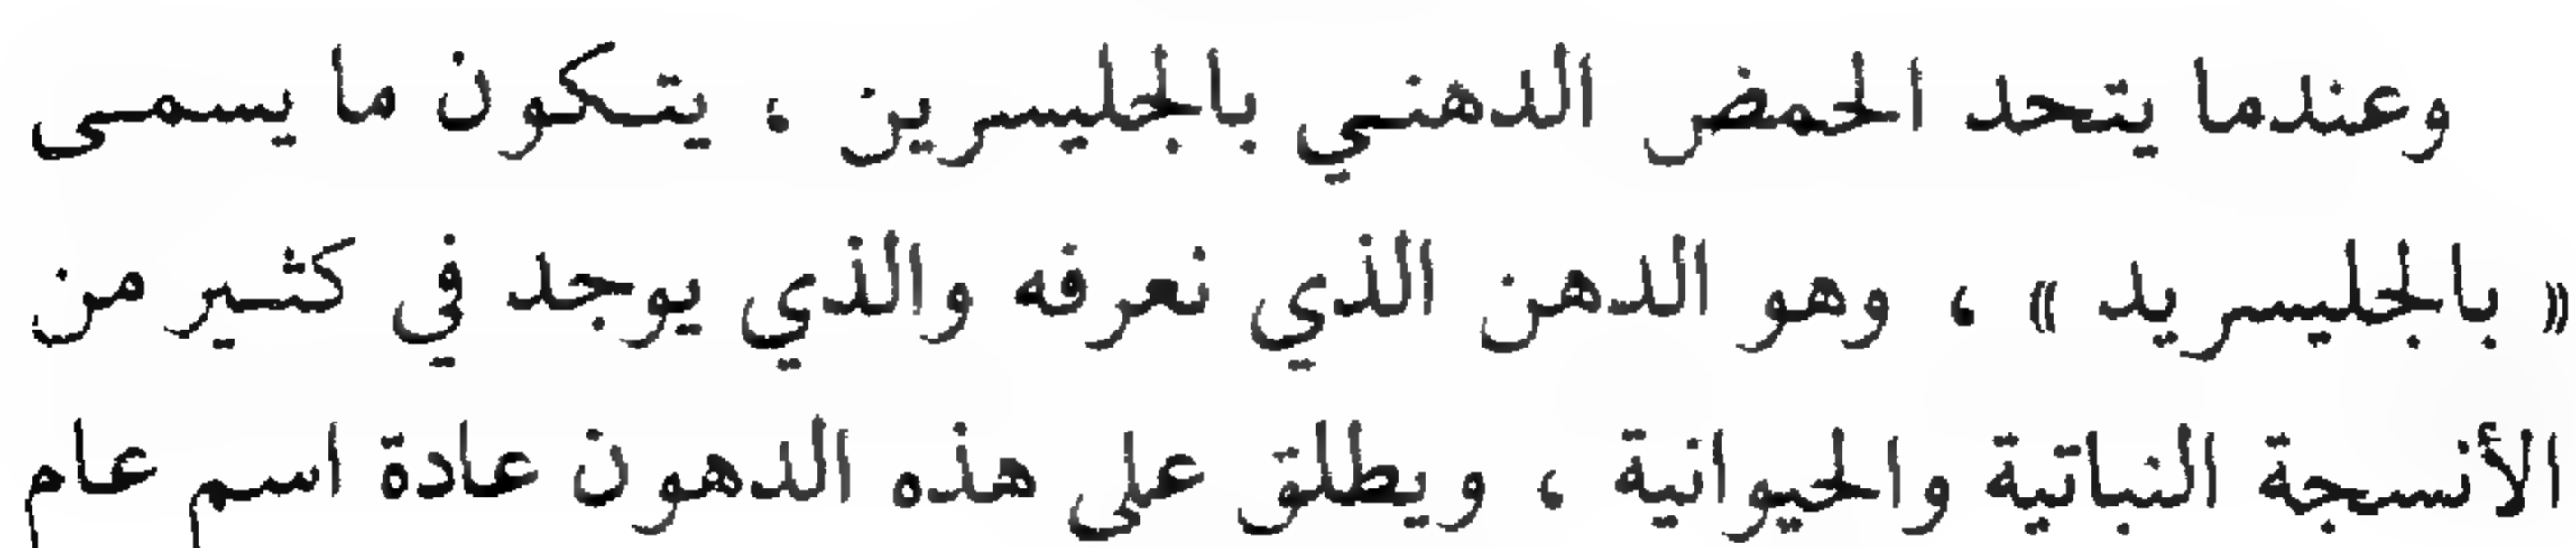 وعندما يتحد الحمض الدهني بالجليسرين ، يتكون ما يسمى
« بالجليسريد » ، وهو الدهن الذي نعرفه والذي يوجد في كثير من
الأنسجة النباتية والحيوانية ، ويطلق على هذه الدهون عادة اسم عام